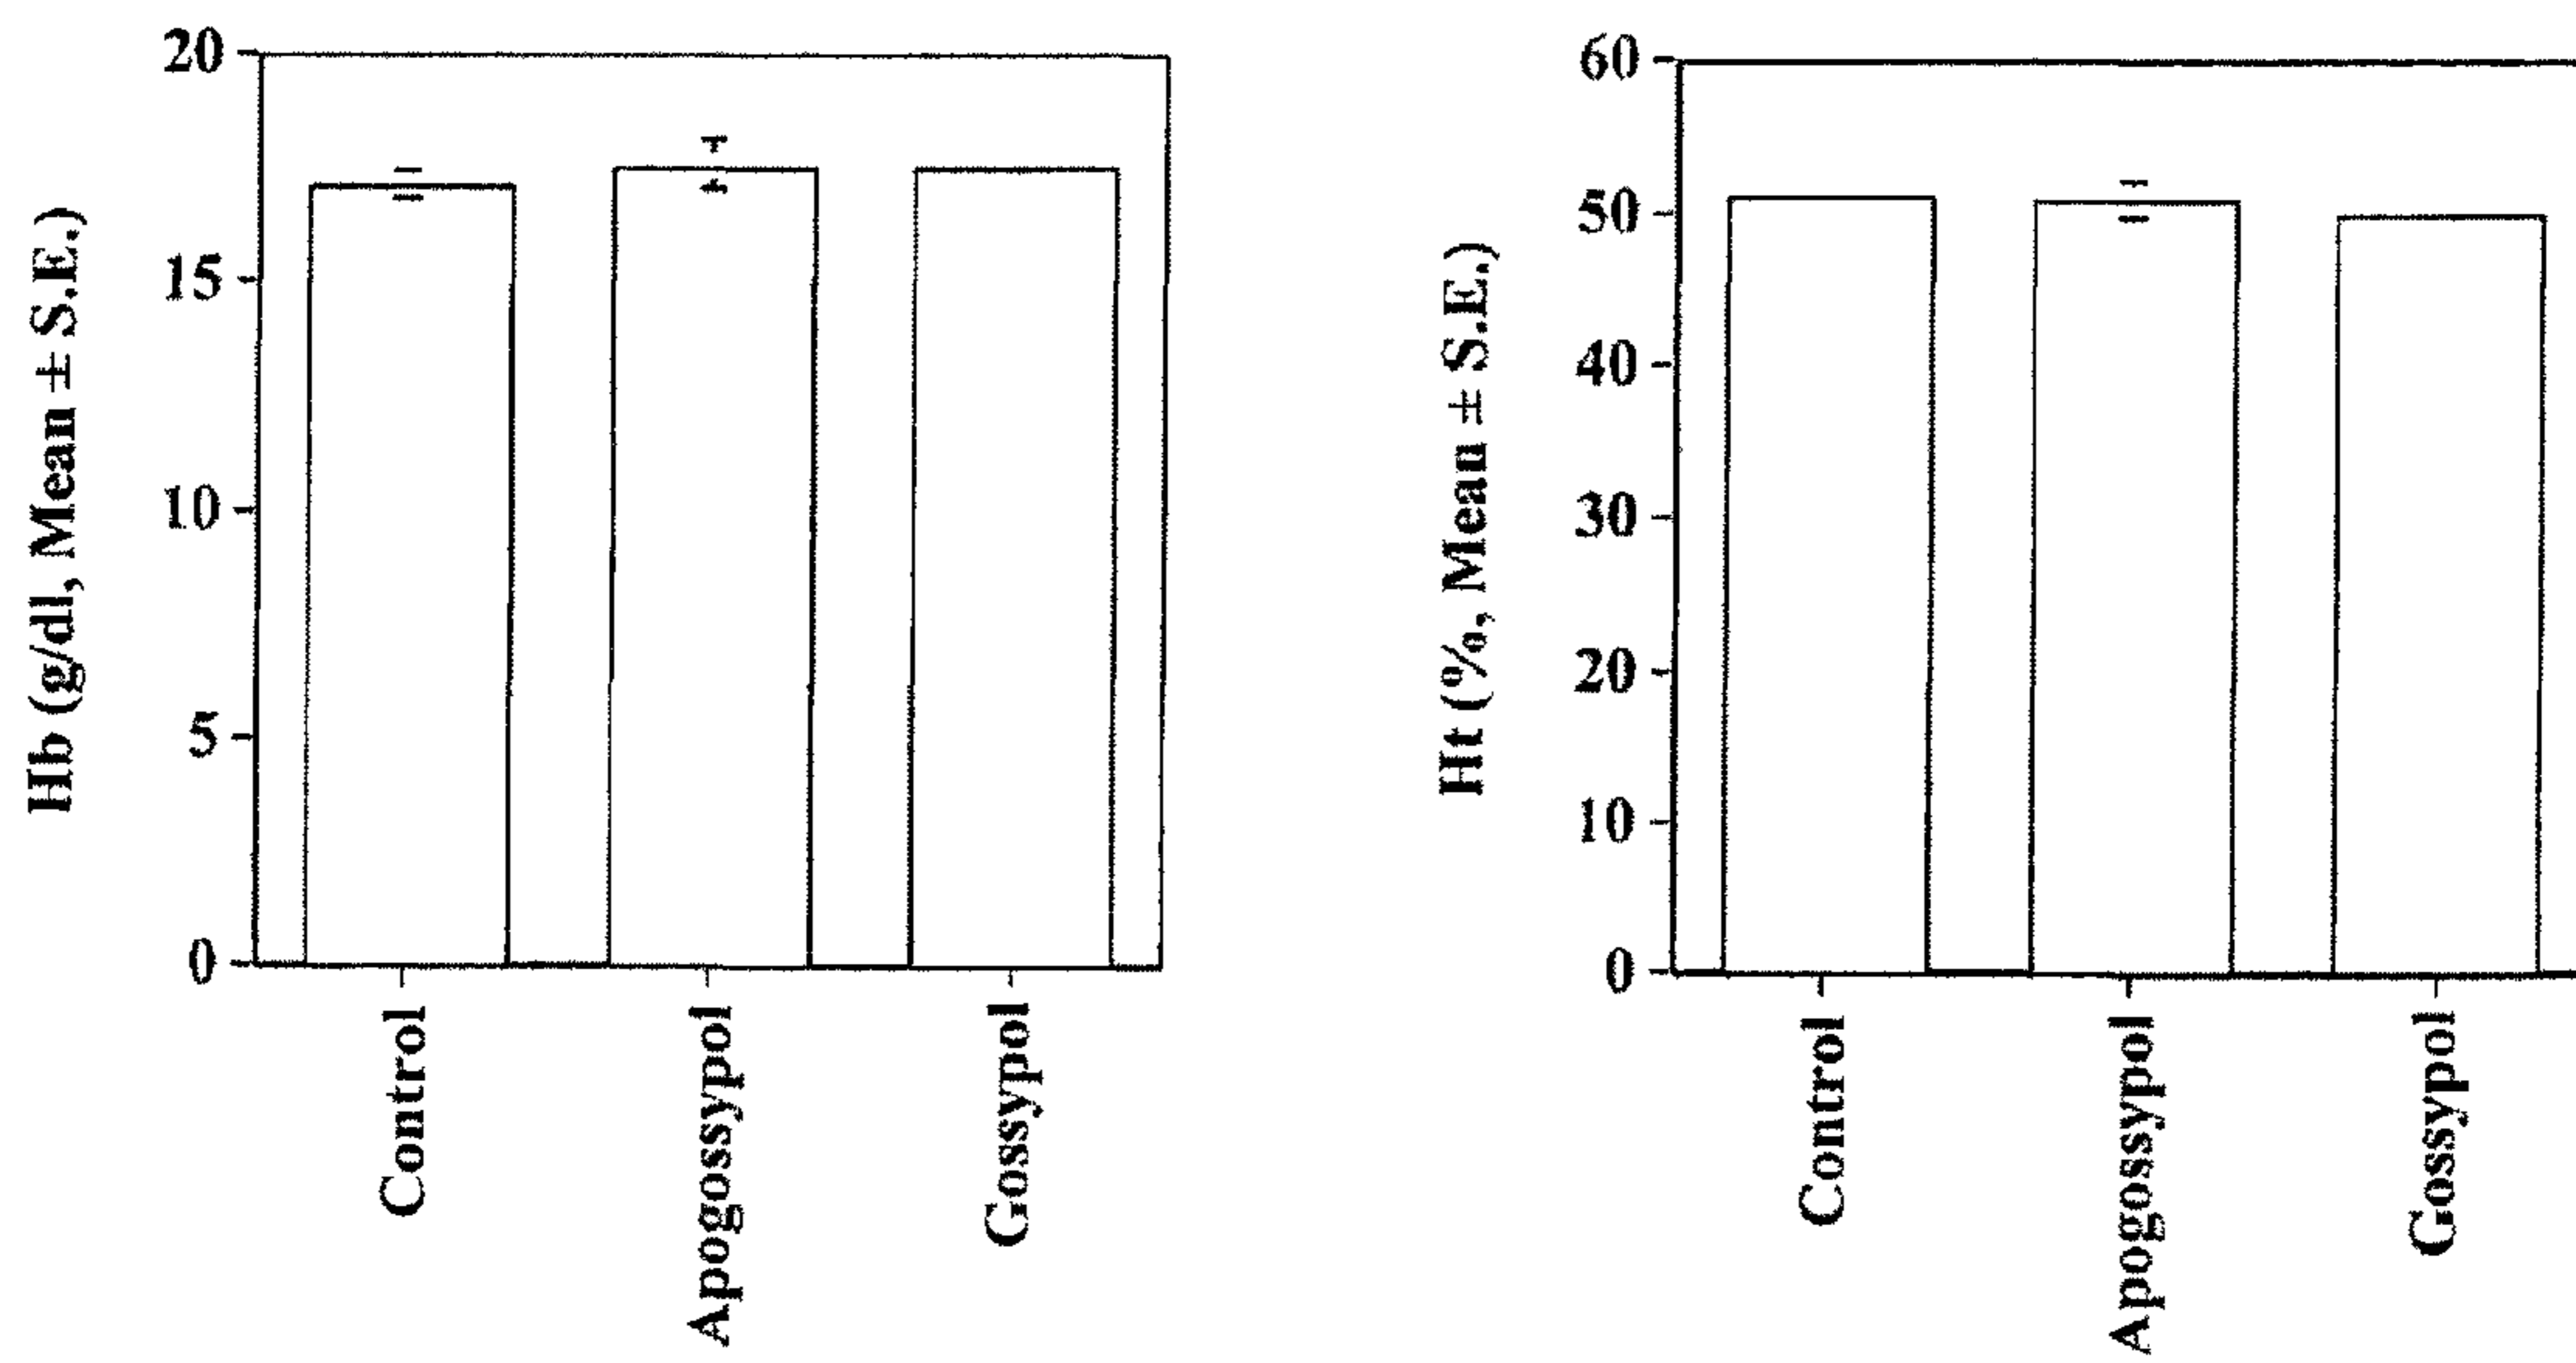 Hb (g/dl, Mean ± S.E.)
20
15
10
5
0
Control
Apogossypol
Gossypol
Ht (%, Mean ± S.E.)
60
50
40
30
20
10
0
Control
Apogossypol
Gossypol